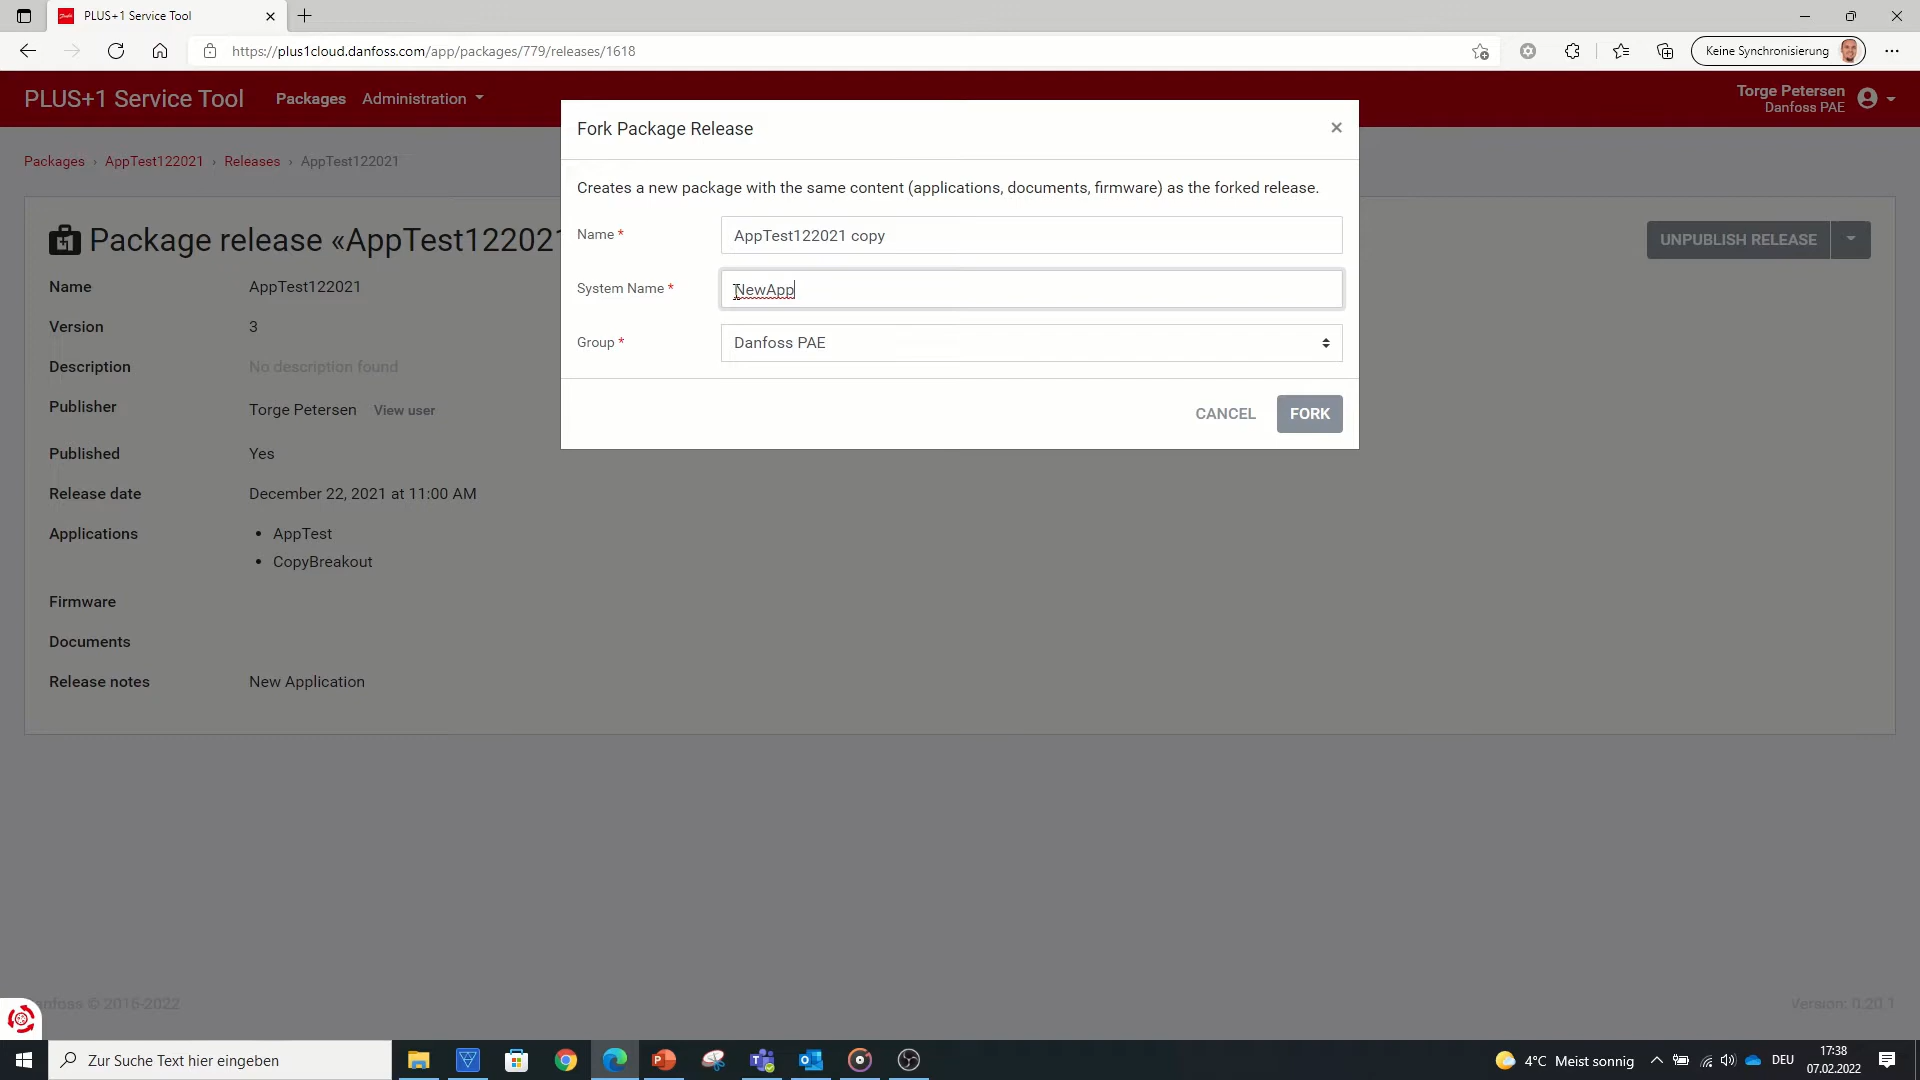 PLUS+1 Service Tool
https://plus1cloud.danfoss.com/app/packages/779/releases/1618
Keine Synchronisierung
PLUS+1 Service Tool
Packages
Administration
Torge Petersen
Danfoss PAE
Packages › AppTest122021 › Releases › AppTest122021
Fork Package Release
Creates a new package with the same content (applications, documents, firmware) as the forked release.
Name *
AppTest122021 copy
System Name *
NewApp
Group *
Danfoss PAE
CANCEL
FORK
Package release «AppTest122021
UNPUBLISH RELEASE
Name
AppTest122021
Version
3
Description
No description found
Publisher
Torge Petersen
View user
Published
Yes
Release date
December 22, 2021 at 11:00 AM
Applications
• AppTest
• CopyBreakout
Firmware
Documents
Release notes
New Application
anfoss © 2016-2022
Version: 0.20.1
Zur Suche Text hier eingeben
4°C Meist sonnig
DEU
17:38
07.02.2022